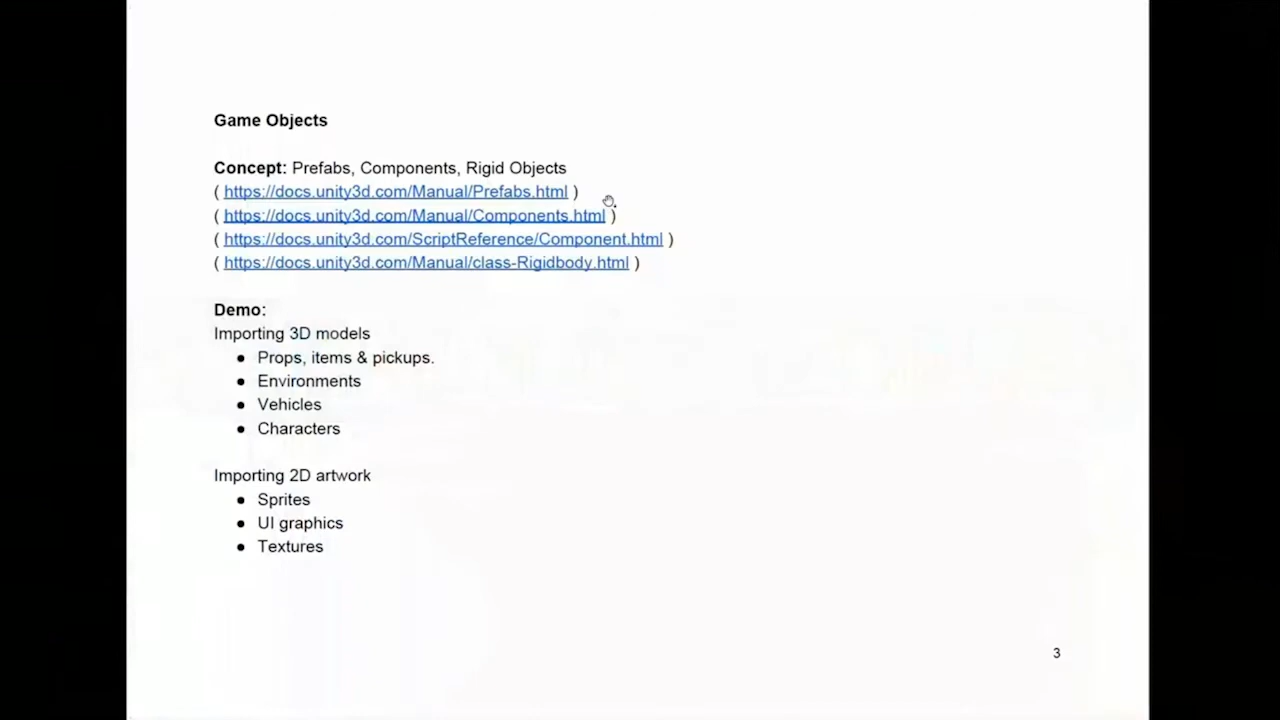 Game Objects
Concept: Prefabs, Components, Rigid Objects
( https://docs.unity3d.com/Manual/Prefabs.html )
( https://docs.unity3d.com/Manual/Components.html )
( https://docs.unity3d.com/ScriptReference/Component.html )
( https://docs.unity3d.com/Manual/class-Rigidbody.html )
Demo:
Importing 3D models
● Props, items & pickups.
● Environments
● Vehicles
● Characters
Importing 2D artwork
● Sprites
● UI graphics
● Textures
3